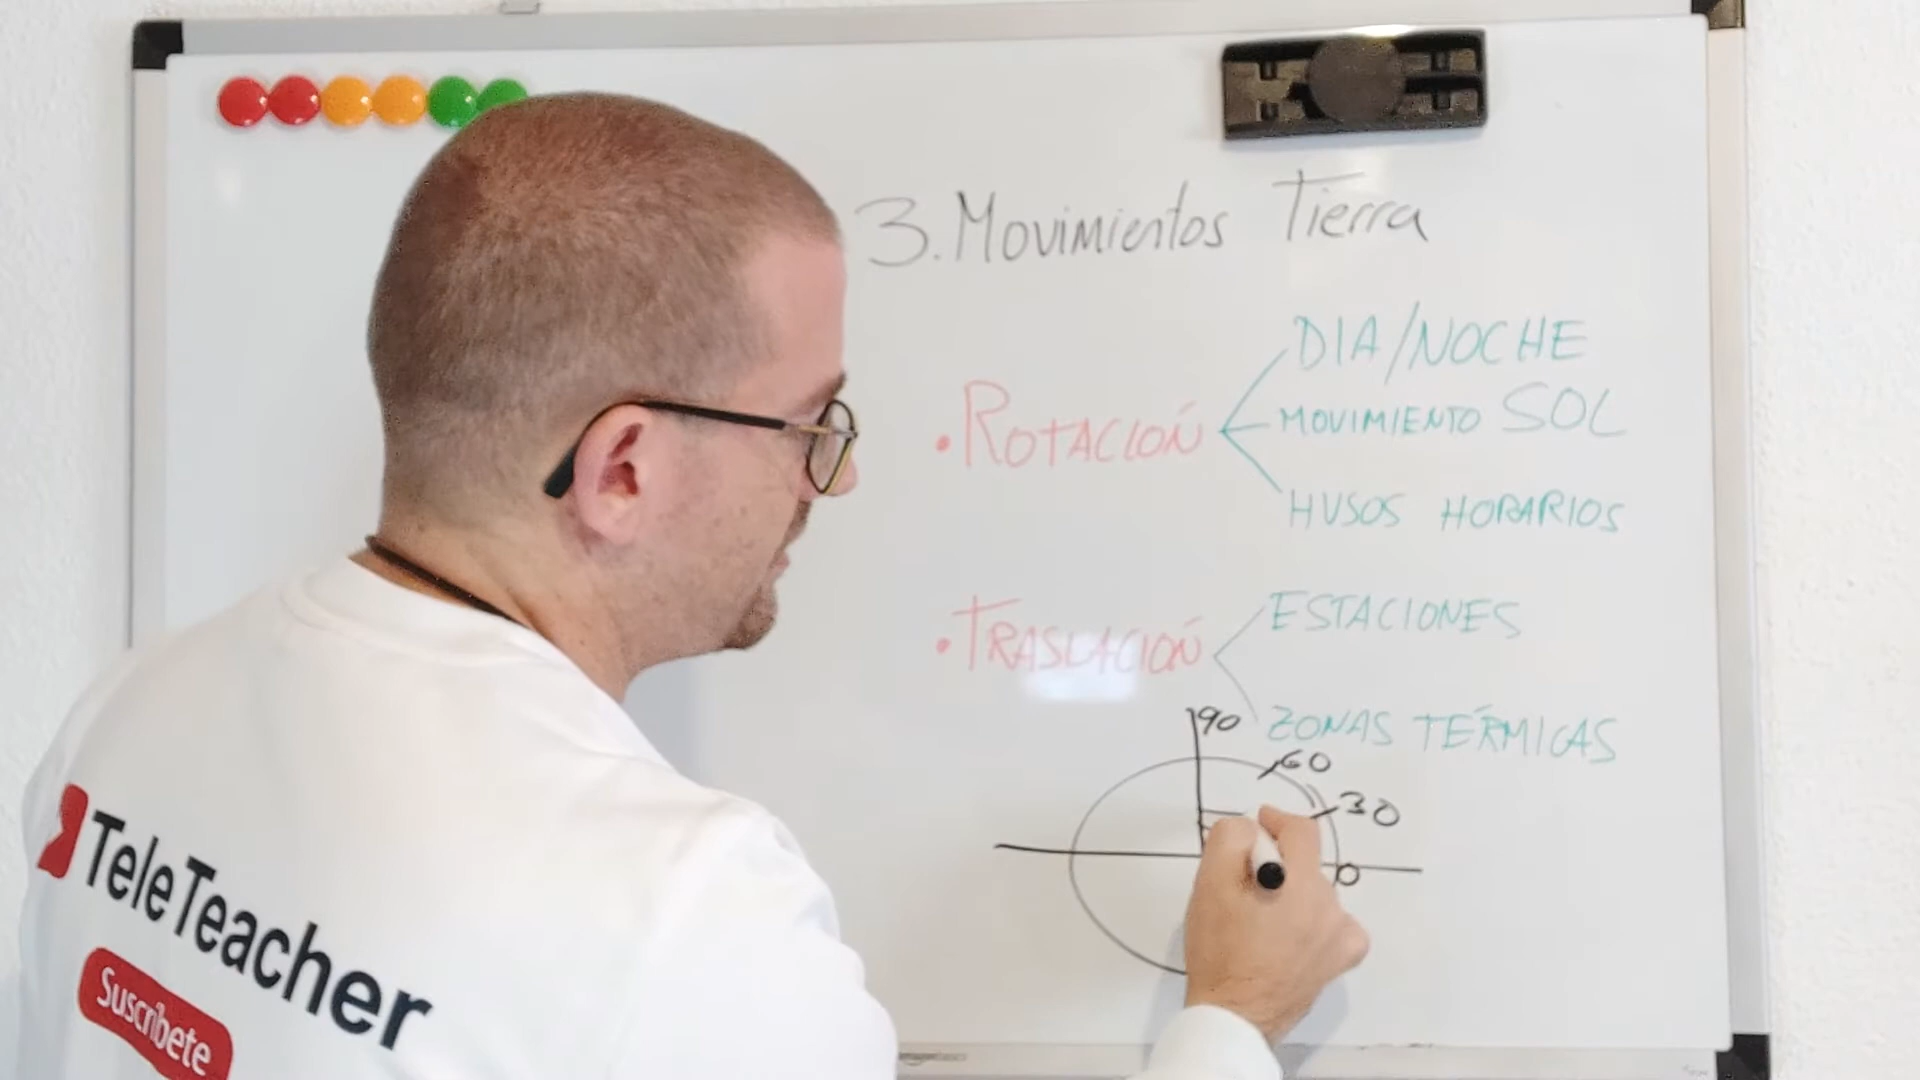 3. Movimientos Tierra
DIA/NOCHE
• ROTACIÓN
MOVIMIENTO SOL
HUSOS HORARIOS
ESTACIONES
• TRASLACIÓN
90
ZONAS TÉRMICAS
60
30
0
TeleTeacher
Suscríbete